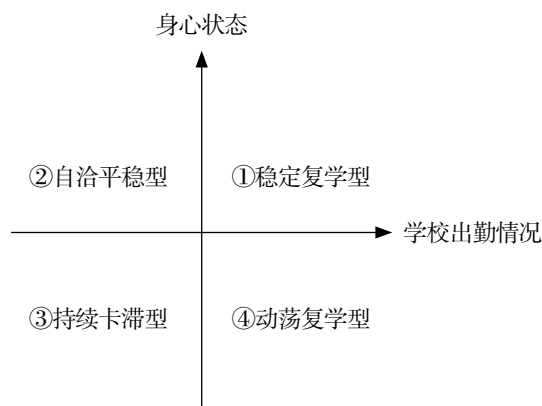 身心状态
②自洽平稳型
①稳定复学型
学校出勤情况
③持续卡滞型
④动荡复学型